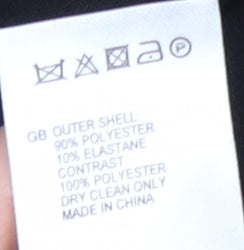 GB OUTER SHELL
90% POLYESTER
10% ELASTANE
CONTRAST
100% POLYESTER
DRY CLEAN ONLY
MADE IN CHINA